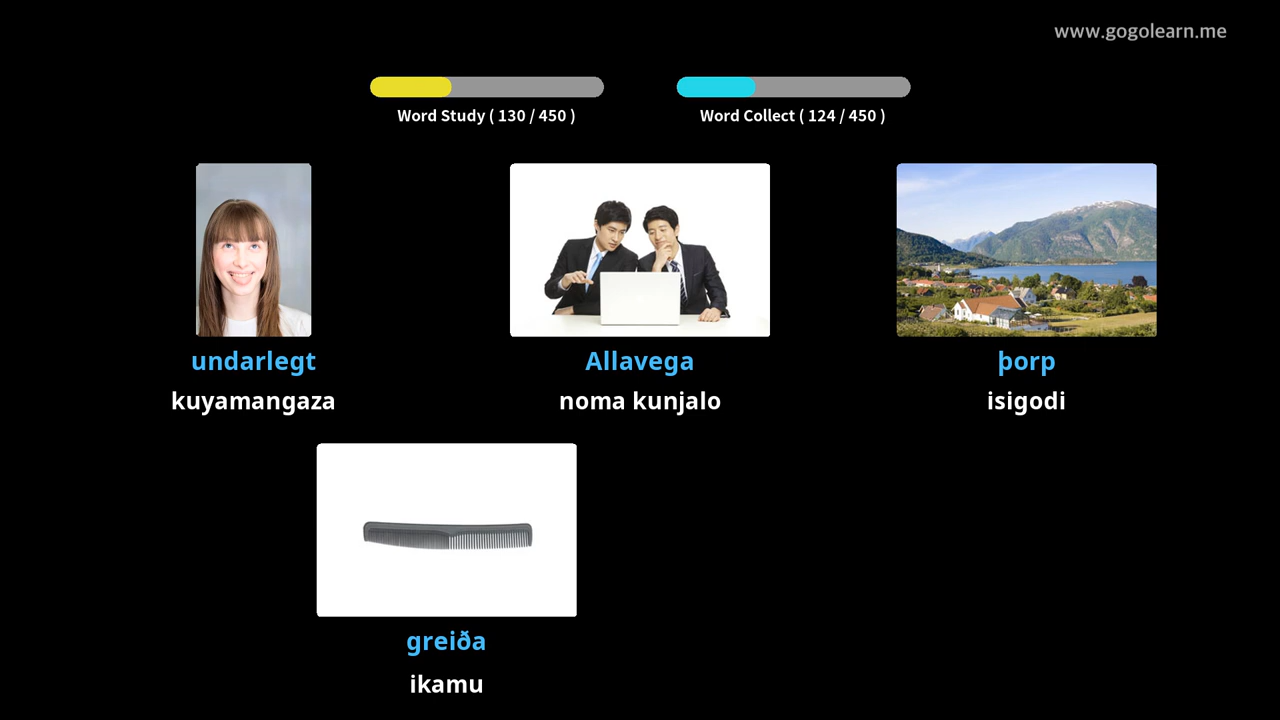 www.gogolearn.me
Word Study ( 130 / 450 )
Word Collect ( 124 / 450 )
undarlegt
kuyamangaza
Allavega
noma kunjalo
þorp
isigodi
greiða
ikamu